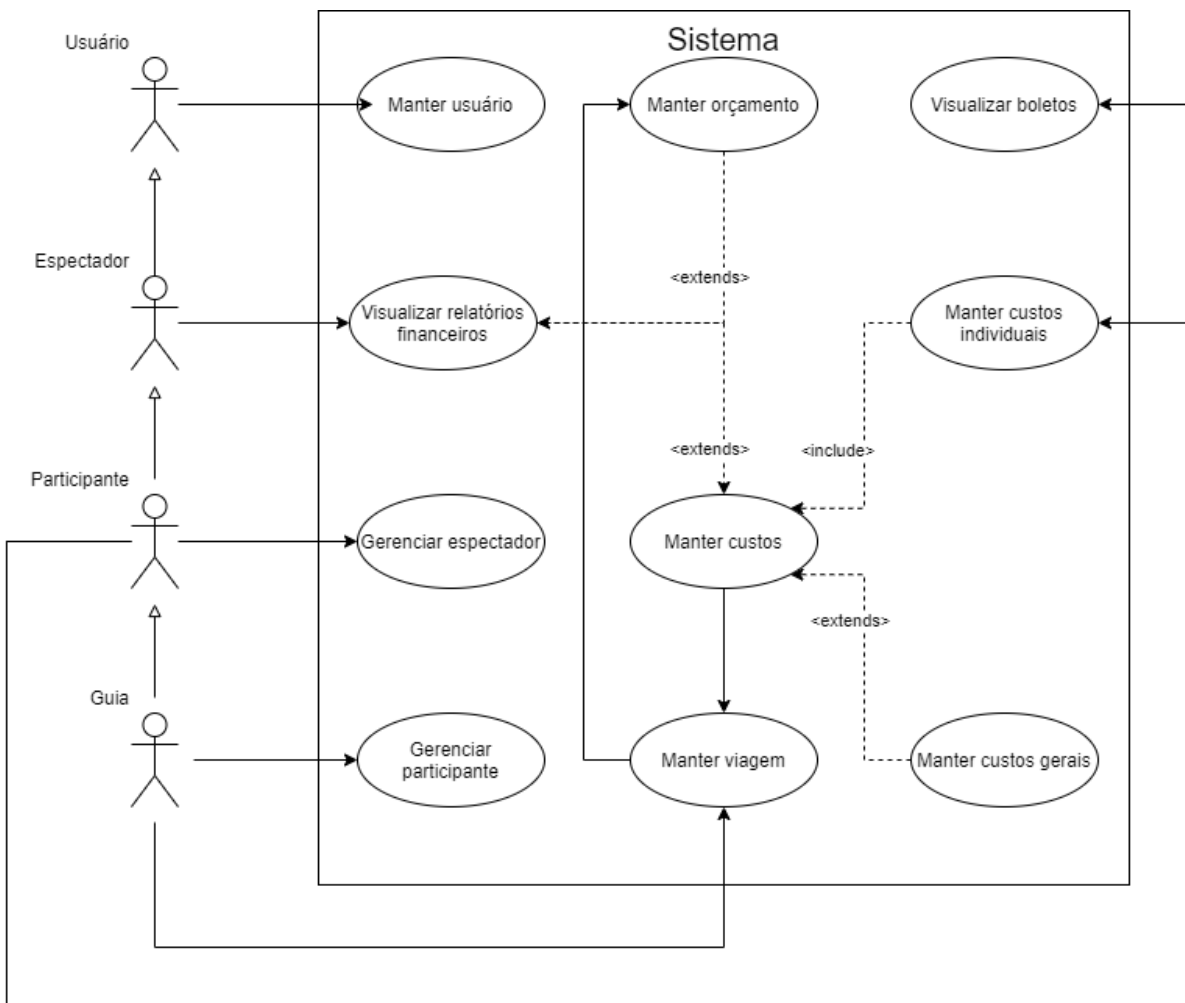 Sistema
Usuário
Manter usuário
Manter orçamento
Visualizar boletos
Espectador
<extends>
Visualizar relatórios
financeiros
Manter custos
individuais
Participante
<extends>
<include>
Gerenciar espectador
Manter custos
<extends>
Guia
Gerenciar
participante
Manter viagem
Manter custos gerais